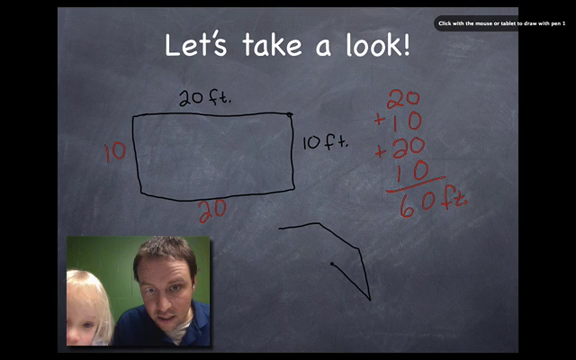 Click with the mouse or tablet to draw with pen 1
Let's take a look!
20 ft.
10
10 ft.
20
20
+ 10
+ 20
10
60 ft.